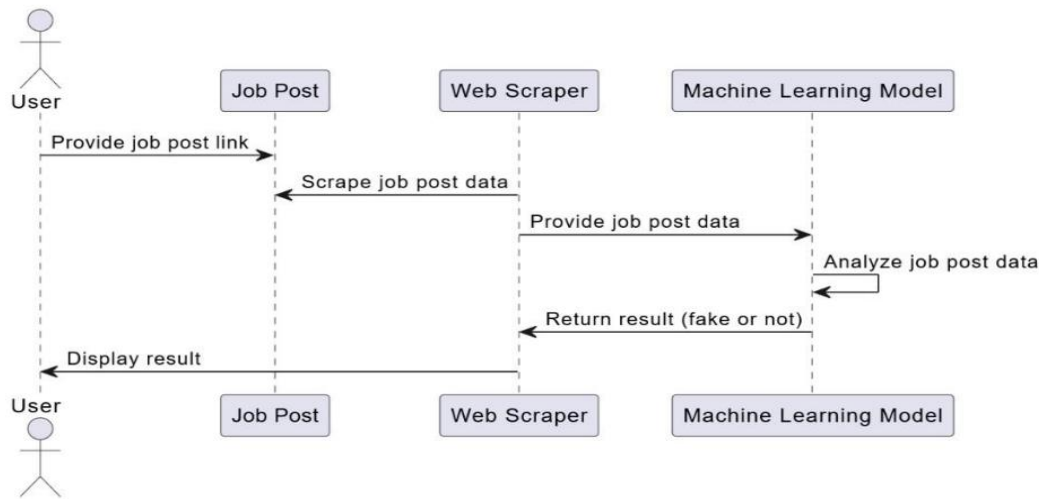 User
Job Post
Web Scraper
Machine Learning Model
Provide job post link
Scrape job post data
Provide job post data
Analyze job post data
Return result (fake or not)
Display result
User
Job Post
Web Scraper
Machine Learning Model